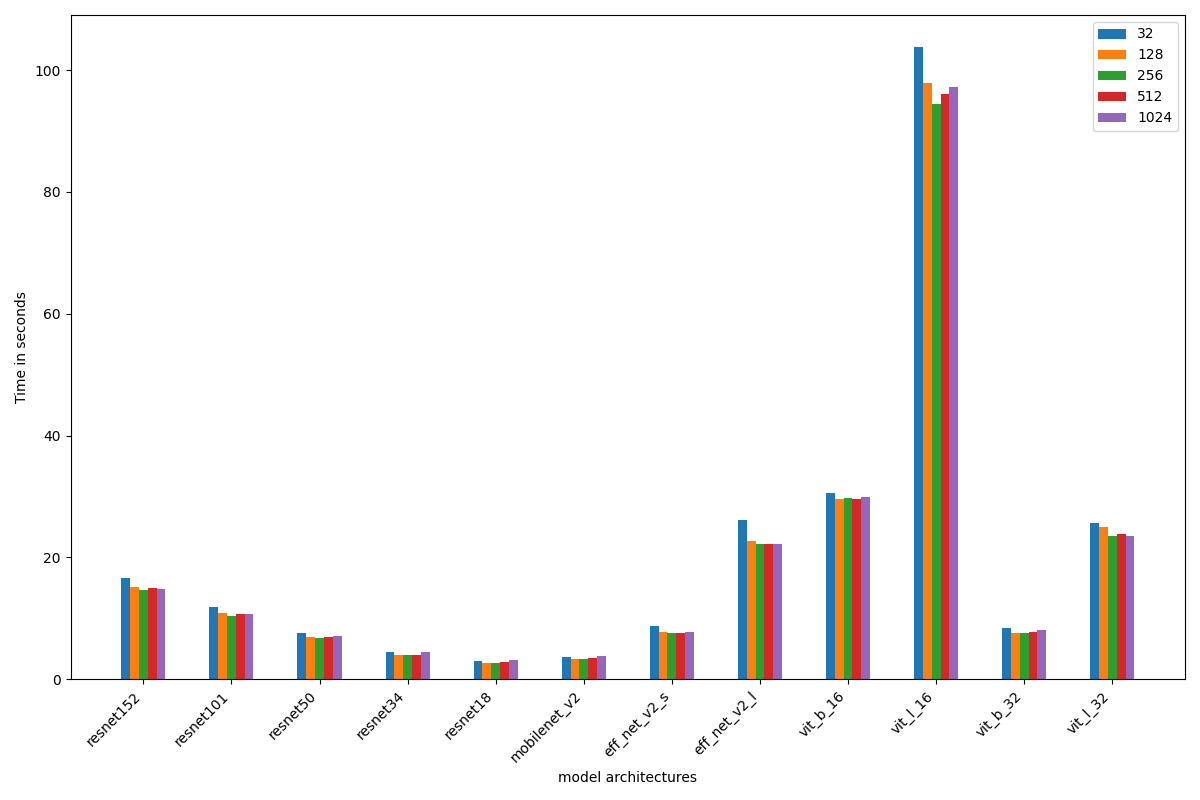 32
128
256
512
1024
100
80
60
40
20
0
Time in seconds
resnet152
resnet101
resnet50
resnet34
resnet18
mobilenet_v2
eff_net_v2_s
eff_net_v2_l
vit_b_16
vit_l_16
vit_b_32
vit_l_32
model architectures